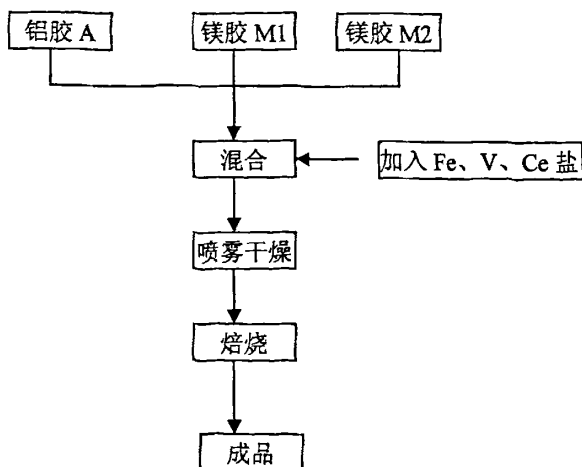 铝胶 A
镁胶 M1
镁胶 M2
混合
加入 Fe、V、Ce 盐
喷雾干燥
焙烧
成品